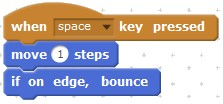 when space key pressed
move 1 steps
if on edge, bounce